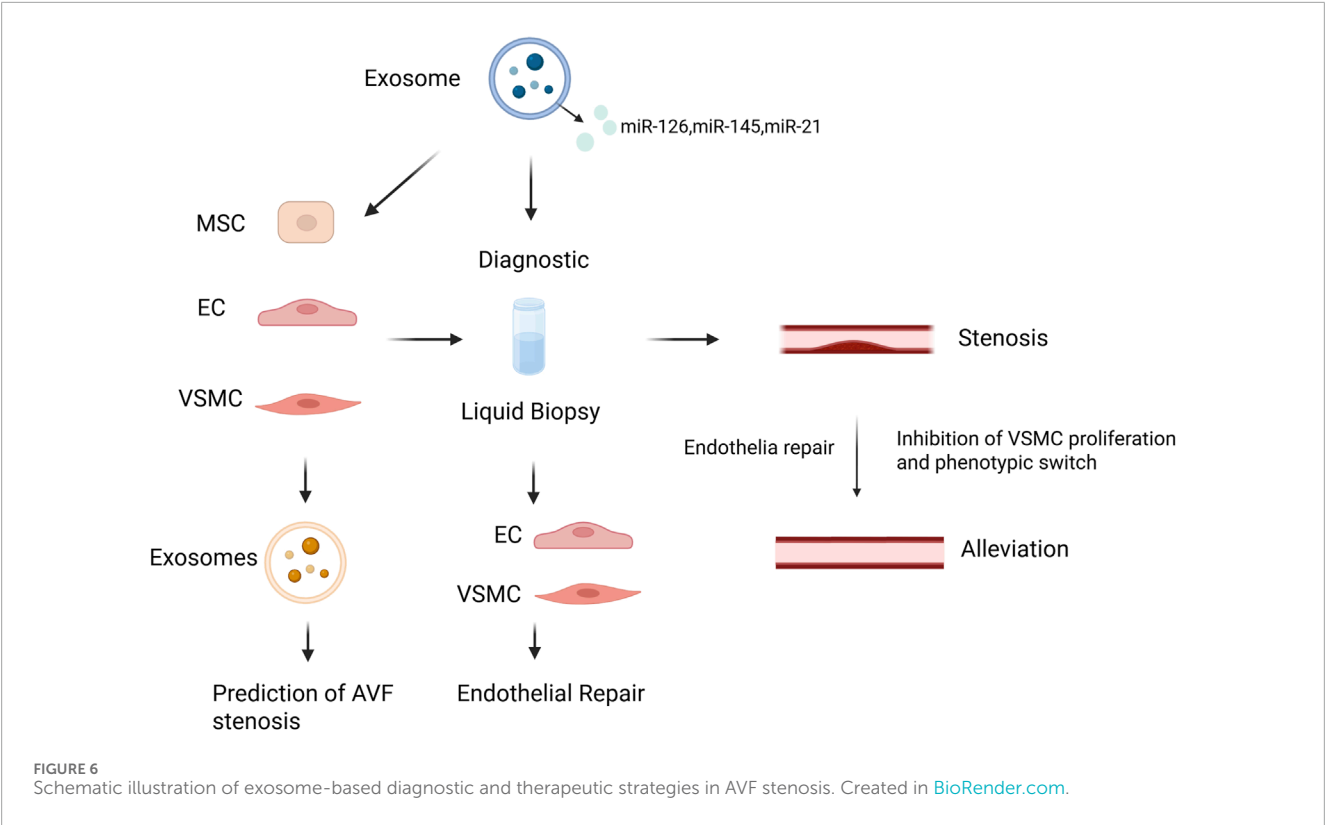 Exosome
miR-126,miR-145,miR-21
MSC
Diagnostic
EC
Stenosis
VSMC
Liquid Biopsy
Endothelia repair
Inhibition of VSMC proliferation
and phenotypic switch
Exosomes
EC
Alleviation
VSMC
Prediction of AVF
stenosis
Endothelial Repair
FIGURE 6
Schematic illustration of exosome-based diagnostic and therapeutic strategies in AVF stenosis. Created in BioRender.com.